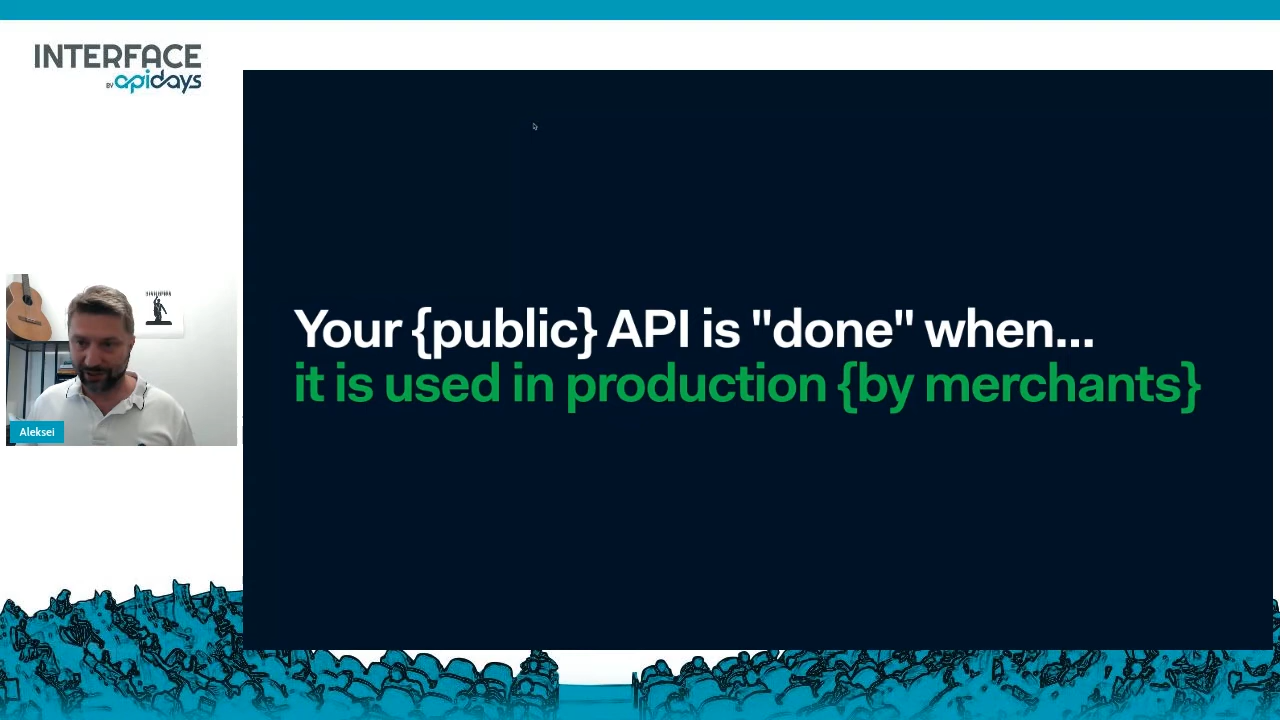 INTERFACE
BY apidays
Your {public} API is "done" when...
it is used in production {by merchants}
Aleksei